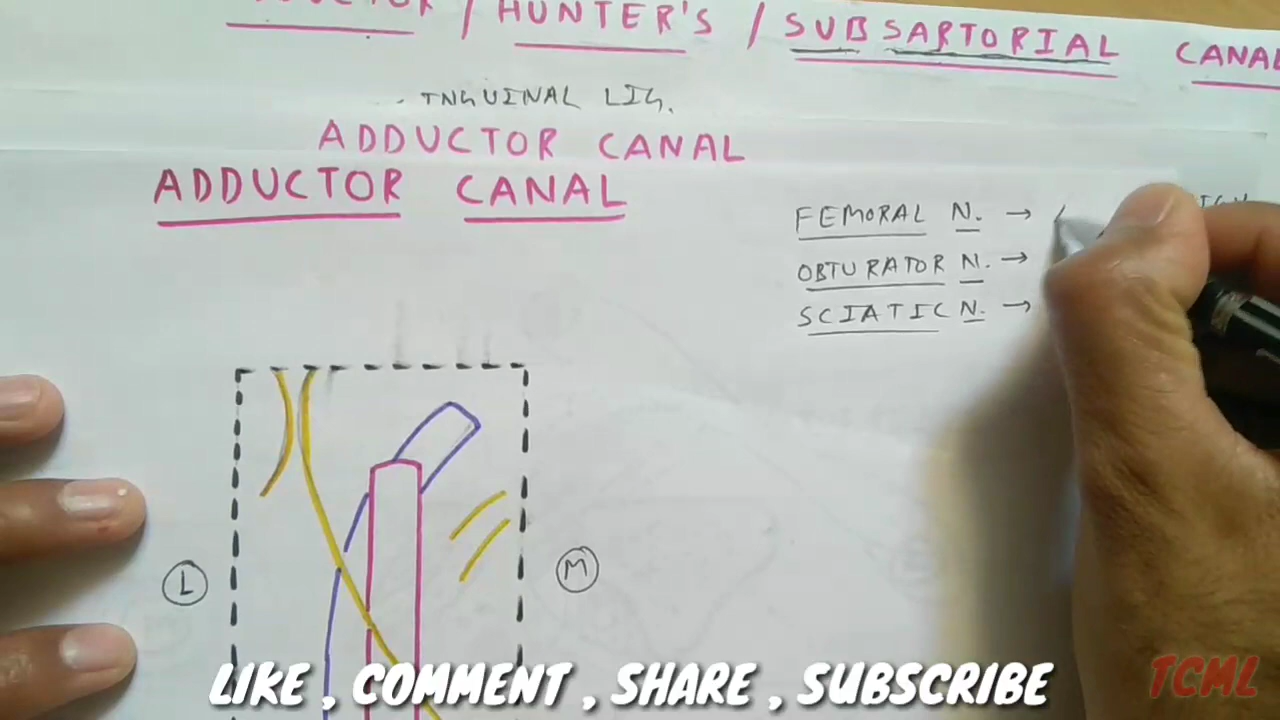 / HUNTER'S / SUBSARTORIAL CANAL
INGUINAL LIG.
ADDUCTOR CANAL
ADDUCTOR CANAL
FEMORAL N. →
OBTURATOR N. →
SCIATIC N. →
L
M
LIKE , COMMENT , SHARE , SUBSCRIBE
TCML